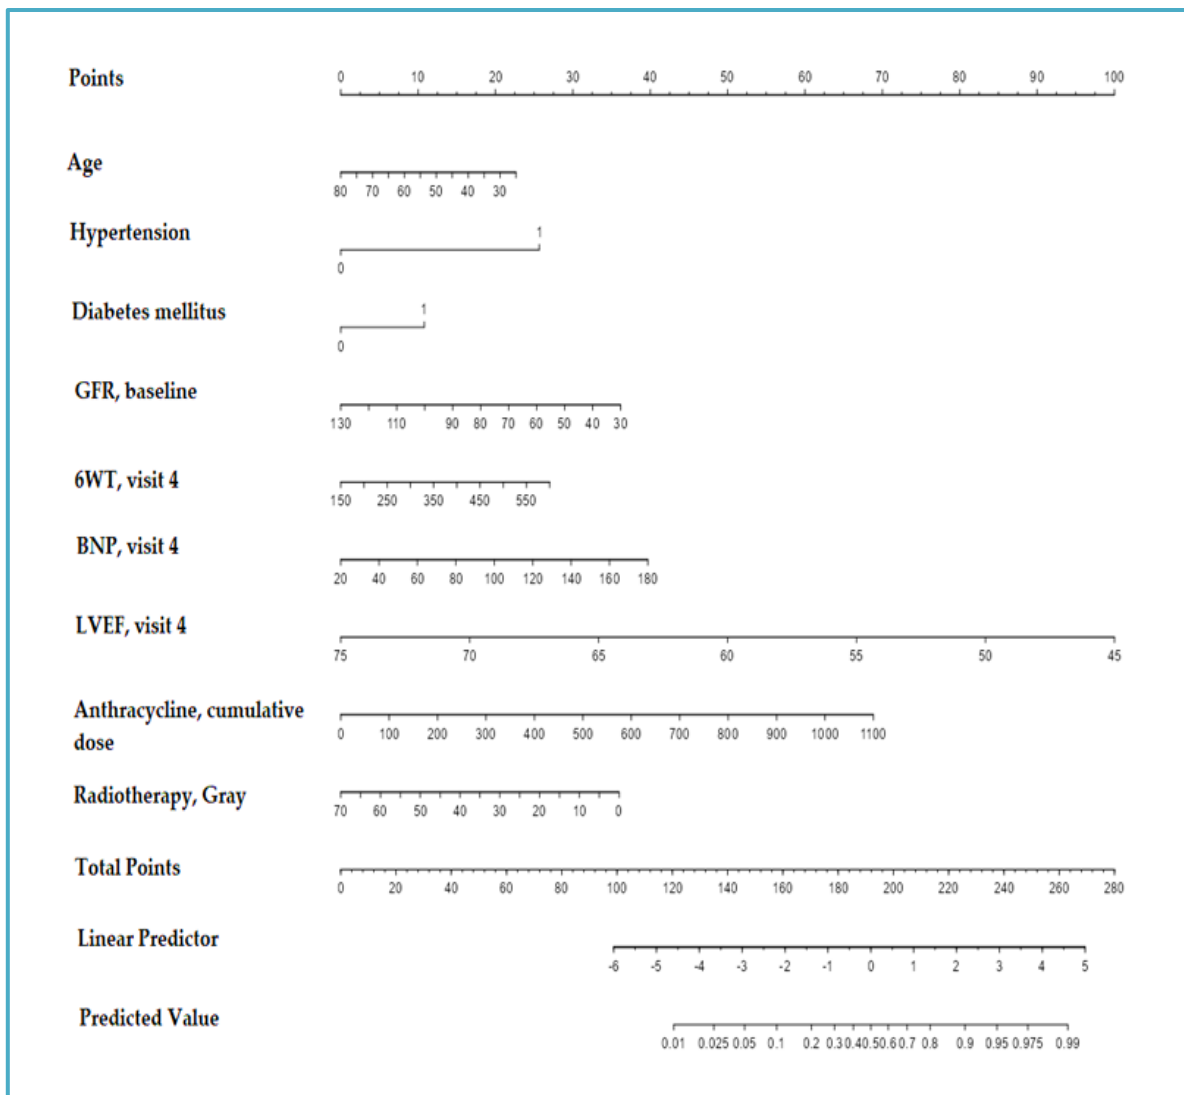 Points
0 10 20 30 40 50 60 70 80 90 100
Age
80 70 60 50 40 30
Hypertension
1
0
Diabetes mellitus
1
0
GFR, baseline
130 110 90 80 70 60 50 40 30
6WT, visit 4
150 250 350 450 550
BNP, visit 4
20 40 60 80 100 120 140 160 180
LVEF, visit 4
75 70 65 60 55 50 45
Anthracycline, cumulative
dose
0 100 200 300 400 500 600 700 800 900 1000 1100
Radiotherapy, Gray
70 60 50 40 30 20 10 0
Total Points
0 20 40 60 80 100 120 140 160 180 200 220 240 260 280
Linear Predictor
-6 -5 -4 -3 -2 -1 0 1 2 3 4 5
Predicted Value
0.01 0.025 0.05 0.1 0.2 0.3 0.4 0.5 0.6 0.7 0.8 0.9 0.95 0.975 0.99